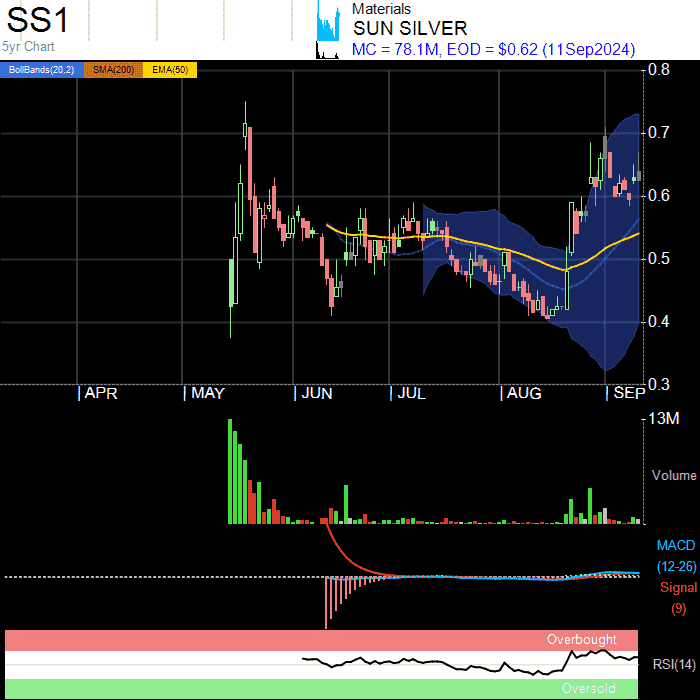 SS1
5yr Chart
Materials
SUN SILVER
MC = 78.1M, EOD = $0.62 (11Sep2024)
BollBands(20,2) SMA(200) EMA(50)
0.8
0.7
0.6
0.5
0.4
0.3
| APR | MAY | JUN | JUL | AUG | SEP
13M
Volume
MACD
(12-26)
Signal
(9)
Overbought
RSI(14)
Oversold